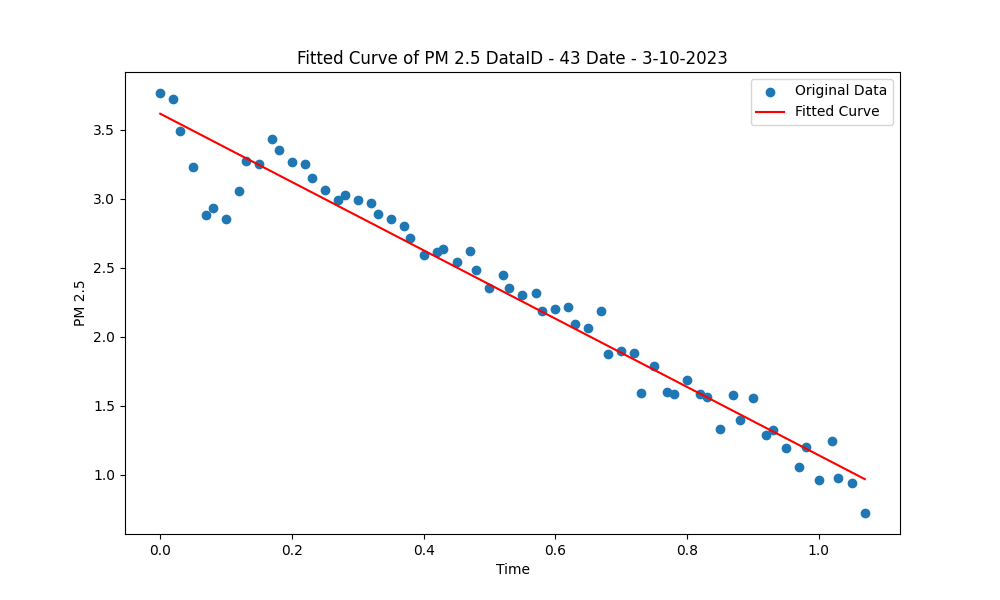 Fitted Curve of PM 2.5 DataID - 43 Date - 3-10-2023
Original Data
Fitted Curve
3.5
3.0
2.5
2.0
1.5
1.0
PM 2.5
0.0 0.2 0.4 0.6 0.8 1.0
Time